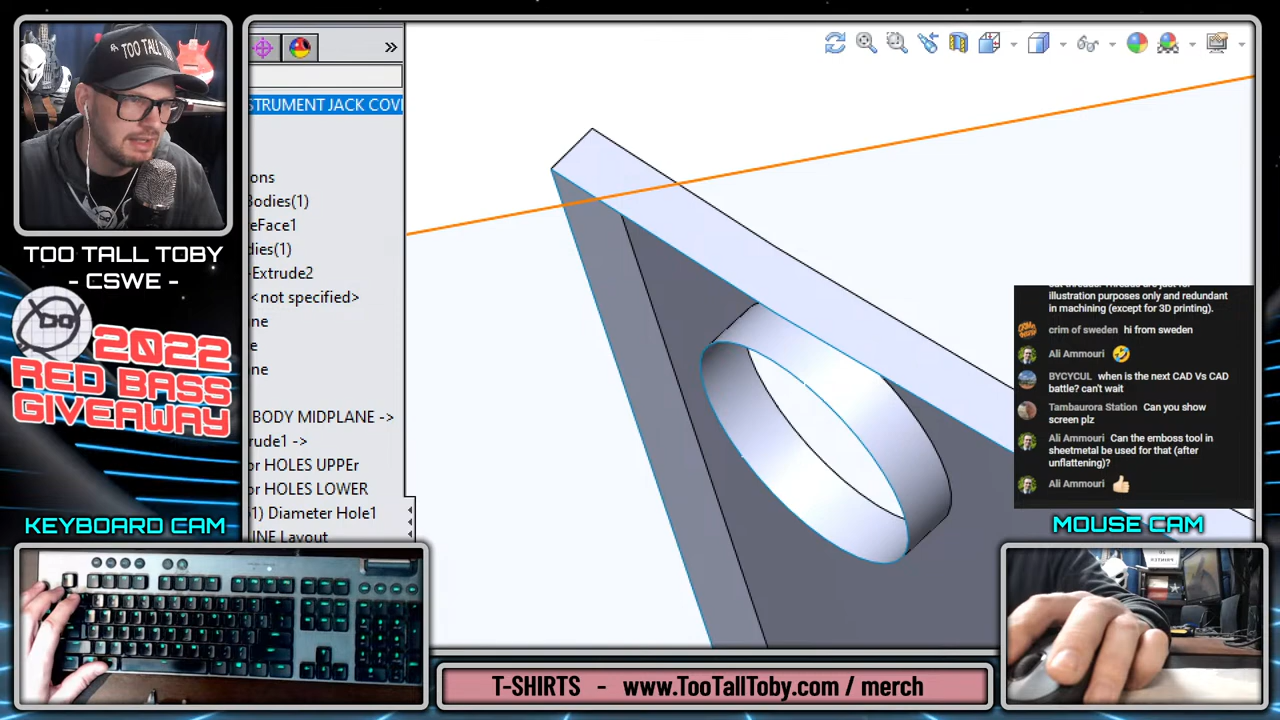 TOO TALL T
TOO TALL TOBY
- CSWE -
2022
RED BASS
GIVEAWAY
KEYBOARD CAM
STRUMENT JACK COVE
ons
Bodies(1)
eFace1
dies(1)
-Extrude2
<not specified>
ne
e
ne
BODY MIDPLANE ->
rude1 ->
or HOLES UPPEr
or HOLES LOWER
1) Diameter Hole1
INE Layout
illustration purposes only and redundant
in machining (except for 3D printing).
crim of sweden hi from sweden
Ali Ammouri 🤣
BYCYCUL when is the next CAD Vs CAD
battle? can't wait
Tambaurora Station Can you show
screen plz
Ali Ammouri Can the emboss tool in
sheetmetal be used for that (after
unflattening)?
Ali Ammouri 👍
MOUSE CAM
T-SHIRTS - www.TooTallToby.com / merch